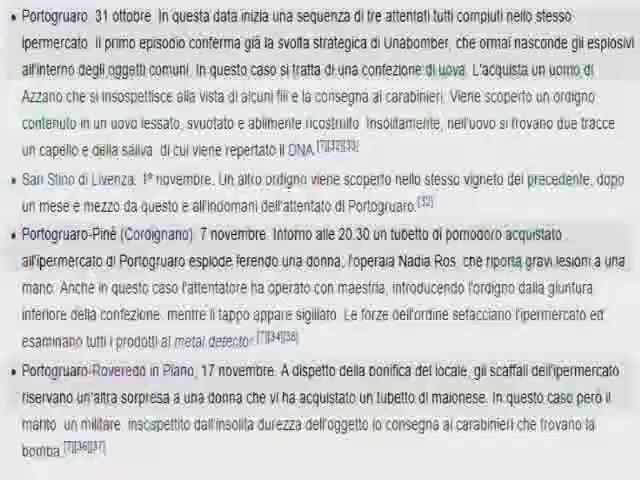 Portogruaro, 31 ottobre. In questa data inizia una sequenza di tre attentati tutti compiuti nello stesso
ipermercato. Il primo episodio conferma già la svolta strategica di Unabomber, che ormai nasconde gli esplosivi
all'interno degli oggetti comuni. In questo caso si tratta di una confezione di uova. L'acquista un uomo di
Azzano che si insospettisce alla vista di alcuni fili e la consegna ai carabinieri. Viene scoperto un ordigno
contenuto in un uovo lessato, svuotato e abilmente ricostruito. Insolitamente, nell'uovo si trovano due tracce
un capello e della saliva di cui viene repertato il DNA.[7][32][33]
San Stino di Livenza, 1º novembre. Un altro ordigno viene scoperto nello stesso vigneto del precedente, dopo
un mese e mezzo da questo e all'indomani dell'attentato di Portogruaro.[33]
Portogruaro-Pinè (Cordignano), 7 novembre. Intorno alle 20.30 un tubetto di pomodoro acquistato
all'ipermercato di Portogruaro esplode ferendo una donna, l'operaia Nadia Ros, che riporta gravi lesioni a una
mano. Anche in questo caso l'attentatore ha operato con maestria, introducendo l'ordigno dalla giuntura
inferiore della confezione, mentre il tappo appare sigillato. Le forze dell'ordine setacciano l'ipermercato ed
esaminano tutti i prodotti al metal detector.[7][34][35]
Portogruaro-Roveredo in Piano, 17 novembre. A dispetto della bonifica del locale, gli scaffali dell'ipermercato
riservano un'altra sorpresa a una donna che vi ha acquistato un tubetto di maionese. In questo caso però il
marito, un militare, insospettito dall'insolita durezza dell'oggetto lo consegna ai carabinieri che trovano la
bomba.[7][36][37]